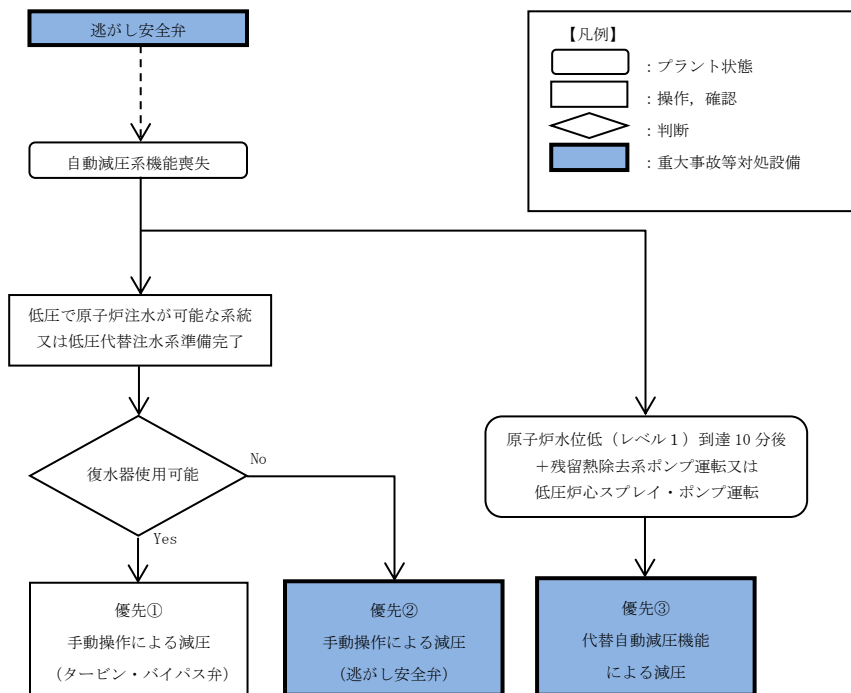 逃がし安全弁
【凡例】
：プラント状態
：操作，確認
：判断
：重大事故等対処設備
自動減圧系機能喪失
低圧で原子炉注水が可能な系統
又は低圧代替注水系準備完了
復水器使用可能
No
Yes
原子炉水位低（レベル１）到達 10 分後
＋残留熱除去系ポンプ運転又は
低圧炉心スプレイ・ポンプ運転
優先①
手動操作による減圧
（タービン・バイパス弁）
優先②
手動操作による減圧
（逃がし安全弁）
優先③
代替自動減圧機能
による減圧